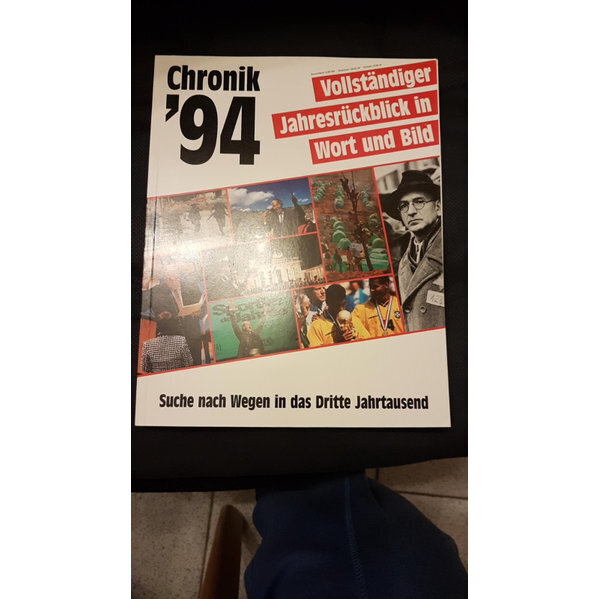 Chronik
'94
Vollständiger
Jahresrückblick in
Wort und Bild
Suche nach Wegen in das Dritte Jahrtausend